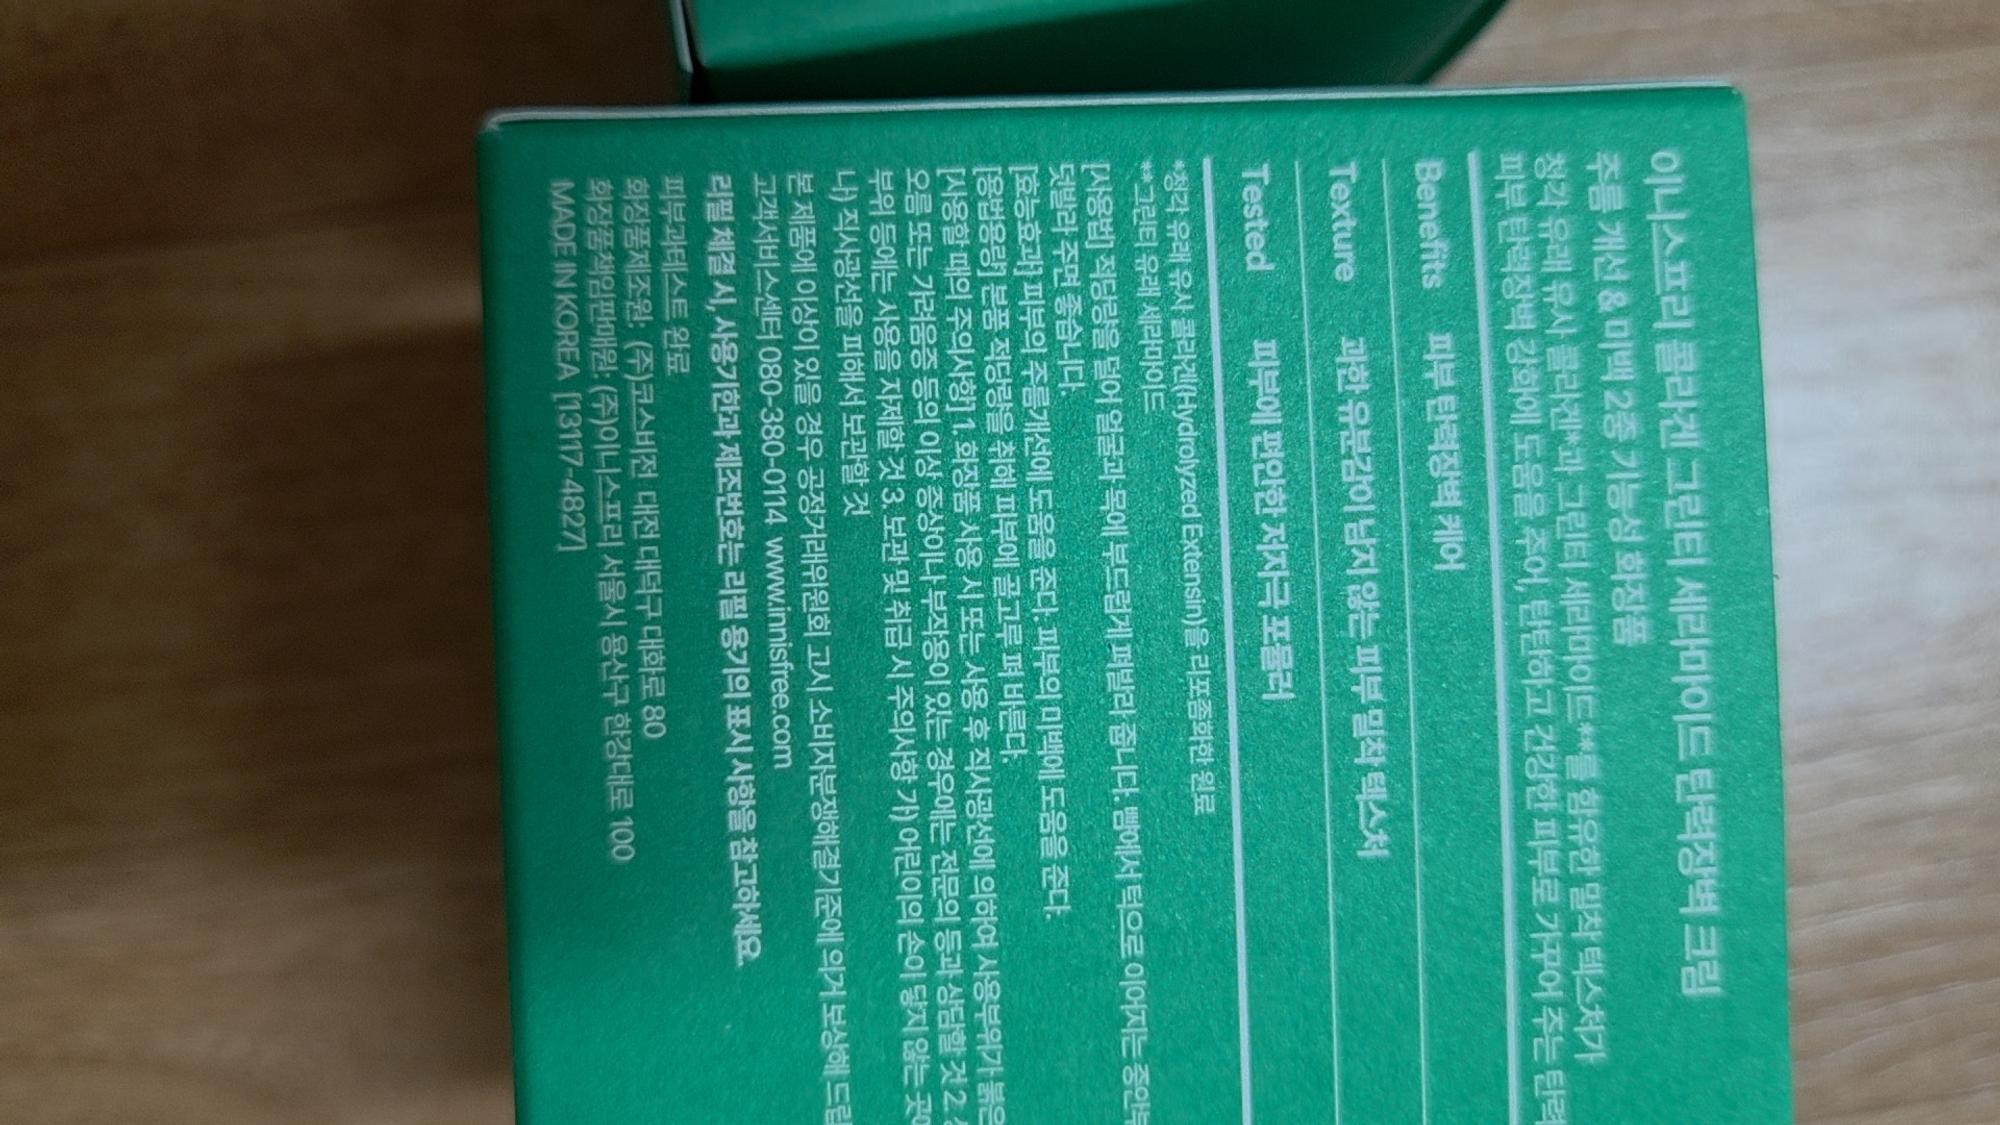 이니스프리 콜라겐 그린티 세라마이드 탄력장벽 크림
주름 개선 & 미백 2중 기능성 화장품
청각 유래 유사 콜라겐*과 그린티 세라마이드**를 함유한 밀착 텍스처가
피부 탄력장벽 강화에 도움을 주어, 탄탄하고 건강한 피부로 가꾸어 주는 탄력
Benefits 피부 탄력장벽 케어
Texture 과한 유분감이 남지 않는 피부 밀착 텍스처
Tested 피부에 편안한 저자극 포뮬러
*청각 유래 유사 콜라겐(Hydrolyzed Extensin)을 리포좀화한 원료
**그린티 유래 세라마이드
[사용법] 적당량을 덜어 얼굴과 목에 부드럽게 펴발라 줍니다. 뺨에서 턱으로 이어지는 중안부
덧발라 주면 좋습니다.
[효능효과] 피부의 주름개선에 도움을 준다. 피부의 미백에 도움을 준다.
[용법용량] 본품 적당량을 취해 피부에 골고루 펴 바른다.
[사용할 때의 주의사항] 1. 화장품 사용 시 또는 사용 후 직사광선에 의하여 사용부위가 붉은
오름 또는 가려움증 등의 이상 증상이나 부작용이 있는 경우에는 전문의 등과 상담할 것 2.
부위 등에는 사용을 자제할 것 3. 보관 및 취급 시 주의사항 가) 어린이의 손이 닿지 않는 곳에
나) 직사광선을 피해서 보관할 것
본 제품에 이상이 있을 경우 공정거래위원회 고시 소비자분쟁해결기준에 의거 보상해 드립
고객서비스센터 080-380-0114 www.innisfree.com
리필 체결 시, 사용기한과 제조번호는 리필 용기의 표시사항을 참고하세요.
피부과테스트 완료
화장품제조원: (주)코스비전 대전 대덕구 대화로 80
화장품책임판매원: (주)이니스프리 서울시 용산구 한강대로 100
MADE IN KOREA [13117-4827]